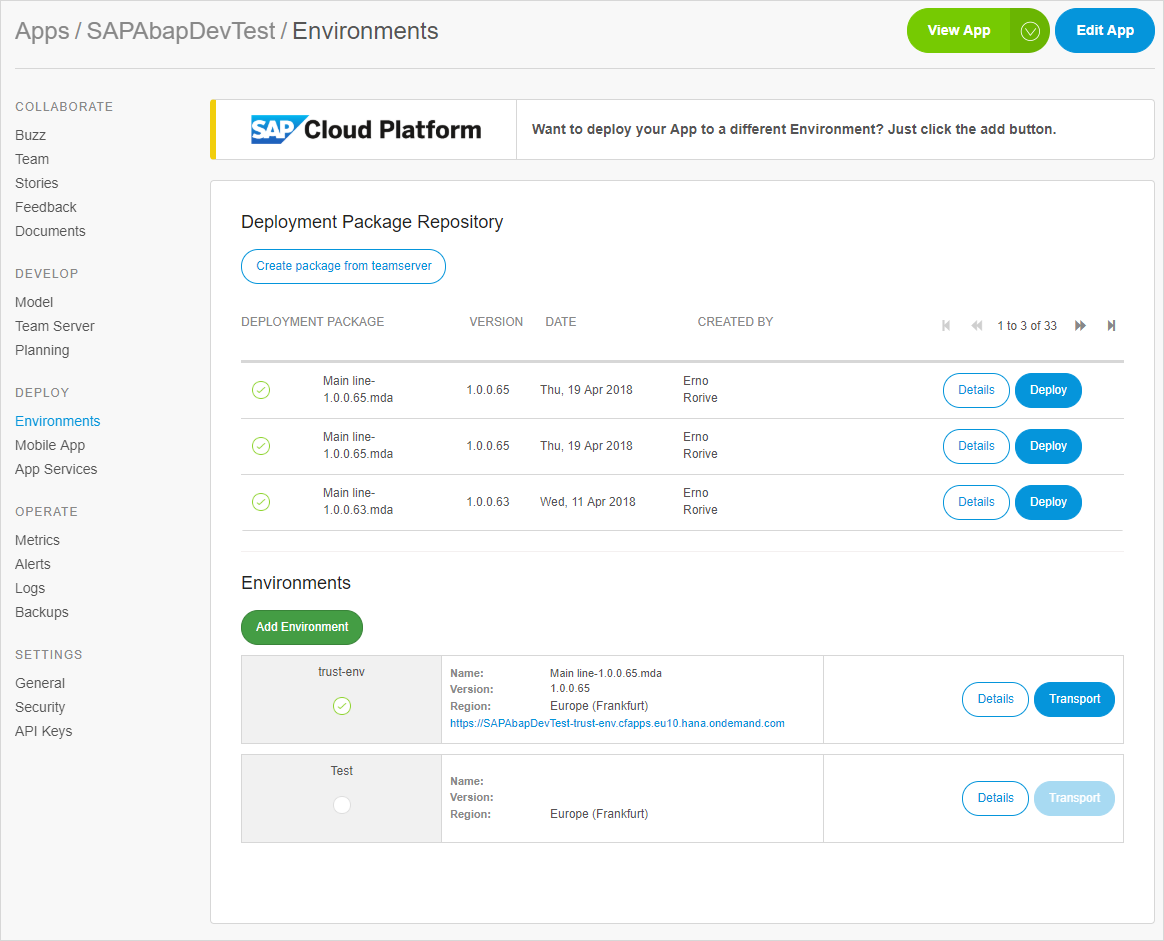 Apps / SAPAbapDevTest / Environments
View App
Edit App
COLLABORATE
Buzz
Team
Stories
Feedback
Documents
DEVELOP
Model
Team Server
Planning
DEPLOY
Environments
Mobile App
App Services
OPERATE
Metrics
Alerts
Logs
Backups
SETTINGS
General
Security
API Keys
SAP Cloud Platform
Want to deploy your App to a different Environment? Just click the add button.
Deployment Package Repository
Create package from teamserver
DEPLOYMENT PACKAGE VERSION DATE CREATED BY 1 to 3 of 33
Main line-
1.0.0.65.mda
1.0.0.65
Thu, 19 Apr 2018
Erno
Rorive
Details
Deploy
Main line-
1.0.0.65.mda
1.0.0.65
Thu, 19 Apr 2018
Erno
Rorive
Details
Deploy
Main line-
1.0.0.63.mda
1.0.0.63
Wed, 11 Apr 2018
Erno
Rorive
Details
Deploy
Environments
Add Environment
trust-env
Name: Main line-1.0.0.65.mda
Version: 1.0.0.65
Region: Europe (Frankfurt)
https://SAPAbapDevTest-trust-env.cfapps.eu10.hana.ondemand.com
Details
Transport
Test
Name:
Version:
Region: Europe (Frankfurt)
Details
Transport